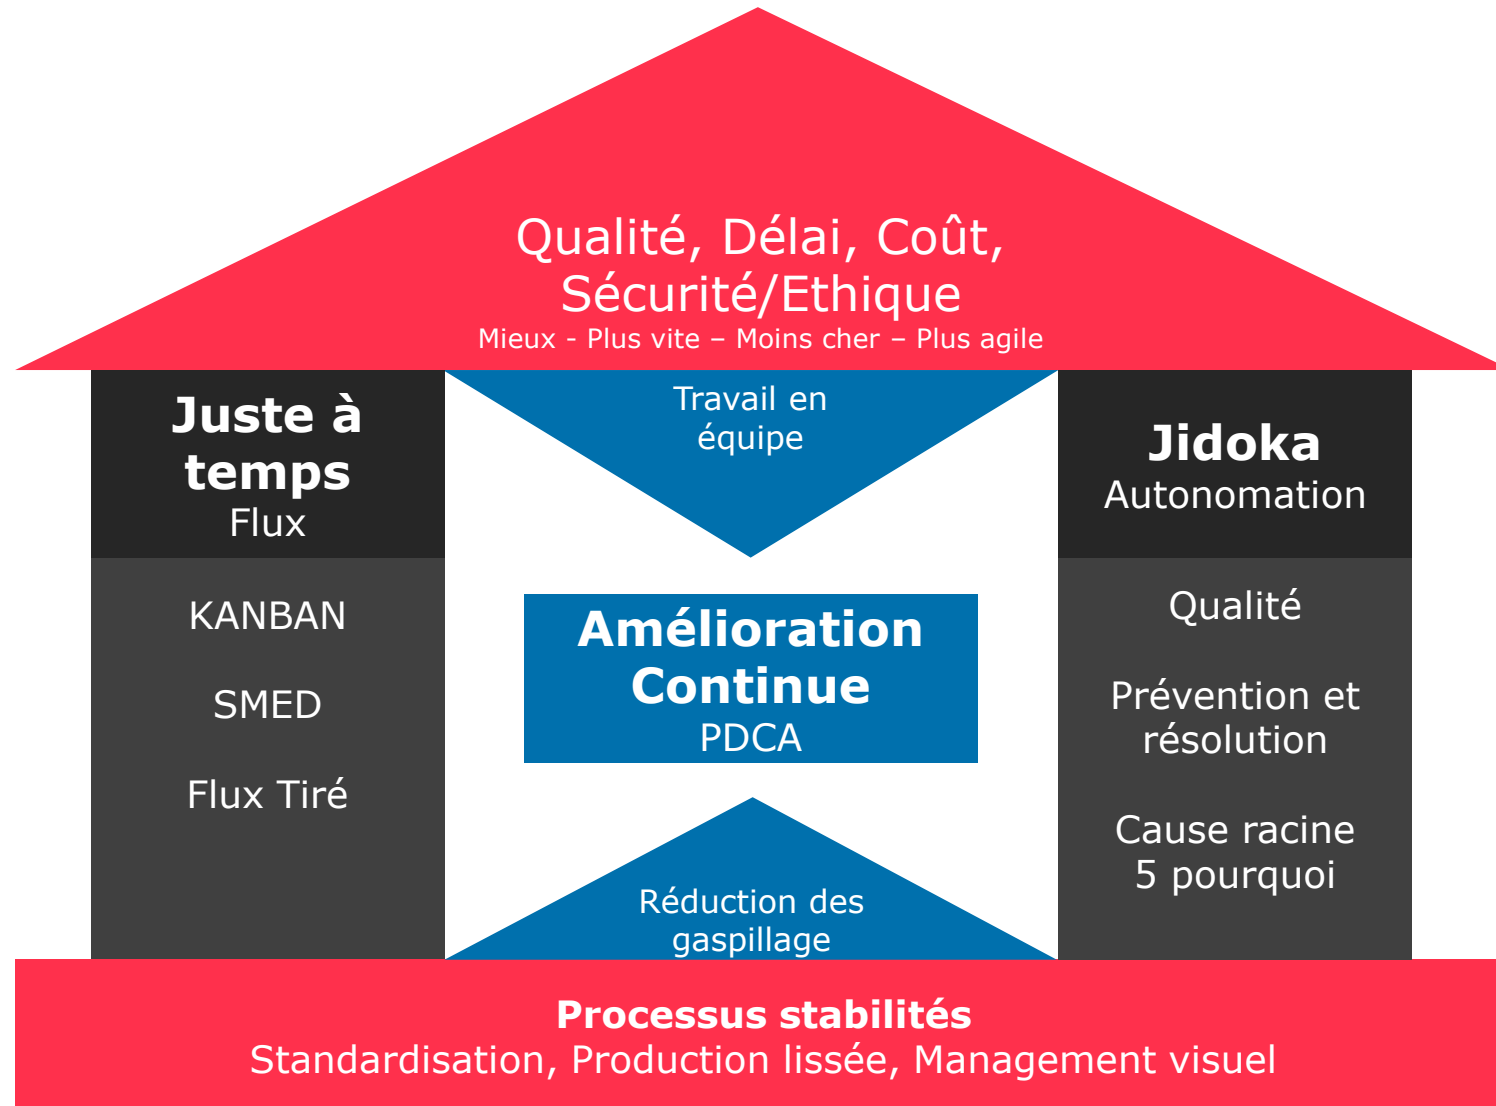 Qualité, Délai, Coût,
Sécurité/Ethique
Mieux - Plus vite – Moins cher – Plus agile
Juste à
temps
Flux
KANBAN
SMED
Flux Tiré
Travail en
équipe
Amélioration
Continue
PDCA
Réduction des
gaspillage
Jidoka
Autonomation
Qualité
Prévention et
résolution
Cause racine
5 pourquoi
Processus stabilités
Standardisation, Production lissée, Management visuel